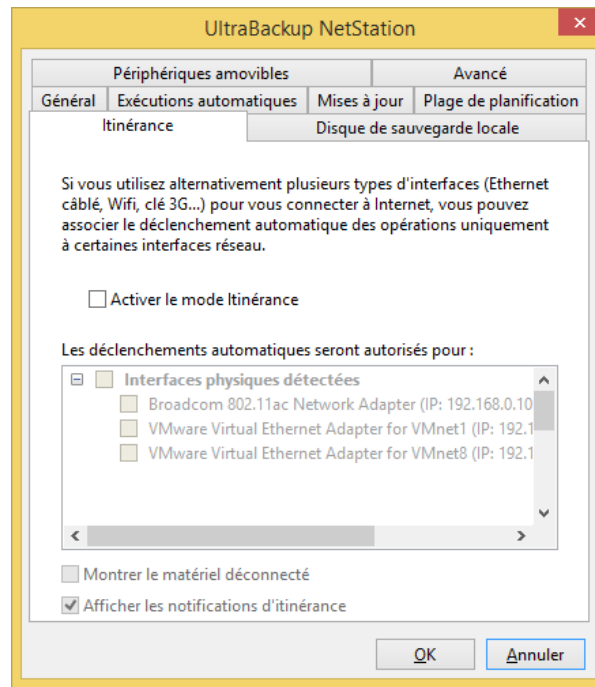 UltraBackup NetStation
Périphériques amovibles
Avancé
Général
Exécutions automatiques
Mises à jour
Plage de planification
Itinérance
Disque de sauvegarde locale
Si vous utilisez alternativement plusieurs types d'interfaces (Ethernet
câblé, Wifi, clé 3G...) pour vous connecter à Internet, vous pouvez
associer le déclenchement automatique des opérations uniquement
à certaines interfaces réseau.
Activer le mode Itinérance
Les déclenchements automatiques seront autorisés pour :
Interfaces physiques détectées
Broadcom 802.11ac Network Adapter (IP: 192.168.0.10
VMware Virtual Ethernet Adapter for VMnet1 (IP: 192.1
VMware Virtual Ethernet Adapter for VMnet8 (IP: 192.1
Montrer le matériel déconnecté
Afficher les notifications d'itinérance
OK
Annuler